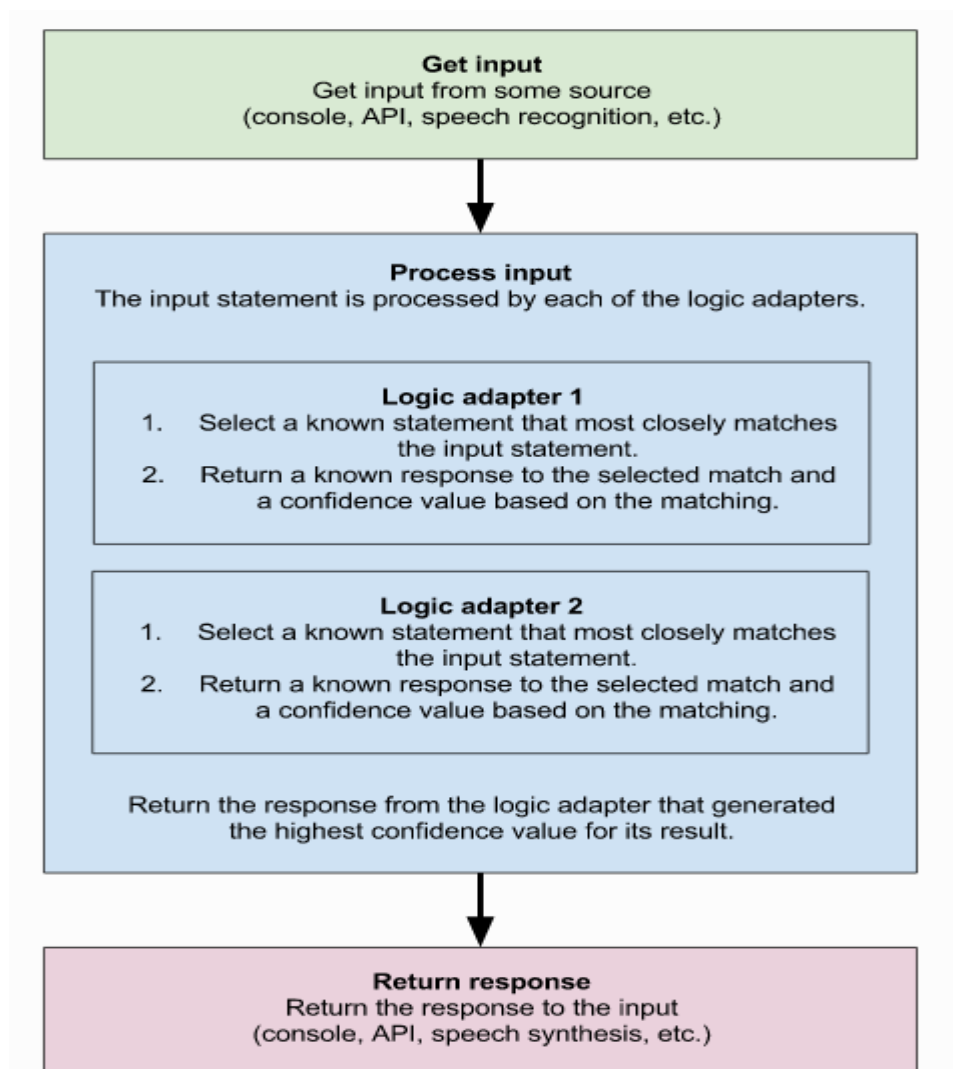 Get input
Get input from some source
(console, API, speech recognition, etc.)
Process input
The input statement is processed by each of the logic adapters.
Logic adapter 1
1. Select a known statement that most closely matches
the input statement.
2. Return a known response to the selected match and
a confidence value based on the matching.
Logic adapter 2
1. Select a known statement that most closely matches
the input statement.
2. Return a known response to the selected match and
a confidence value based on the matching.
Return the response from the logic adapter that generated
the highest confidence value for its result.
Return response
Return the response to the input
(console, API, speech synthesis, etc.)